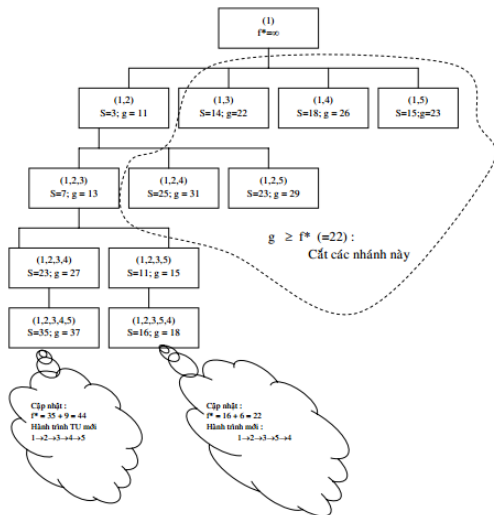 (1)
f*=∞
(1,2)
S=3; g = 11
(1,3)
S=14; g=22
(1,4)
S=18; g = 26
(1,5)
S=15;g=23
(1,2,3)
S=7; g = 13
(1,2,4)
S=25; g = 31
(1,2,5)
S=23; g = 29
g ≥ f* (=22) :
Cắt các nhánh này
(1,2,3,4)
S=23; g = 27
(1,2,3,5)
S=11; g = 15
(1,2,3,4,5)
S=35; g = 37
(1,2,3,5,4)
S=16; g = 18
Cập nhật :
f* = 35 + 9 = 44
Hành trình TU mới
1→2→3→4→5
Cập nhật :
f* = 16 + 6 = 22
Hành trình mới :
1→2→3→5→4